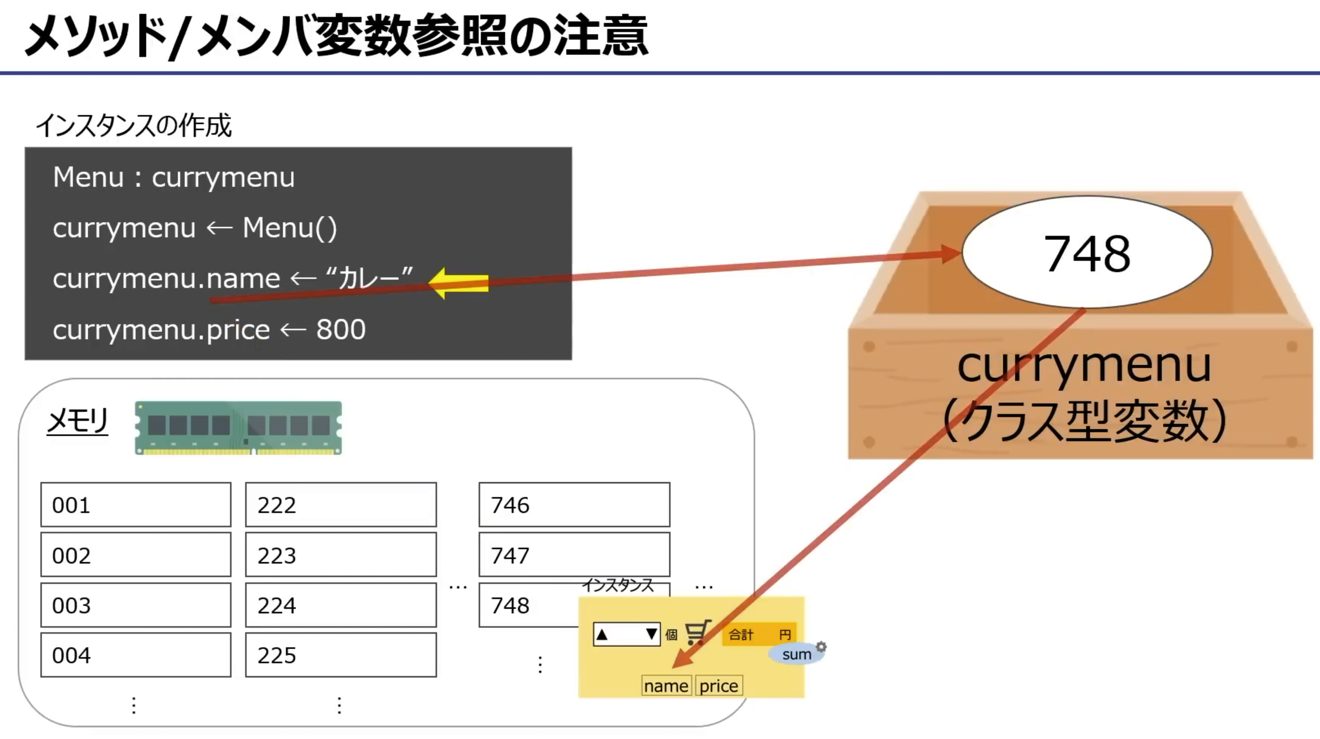 メソッド/メンバ変数参照の注意
インスタンスの作成
Menu : currymenu
currymenu ← Menu()
currymenu.name ← “カレー”
currymenu.price ← 800
748
currymenu
（クラス型変数）
メモリ
001
002
003
004
⋮
222
223
224
225
⋮
…
746
747
748
⋮
…
インスタンス
▲ ▼ 個
合計 円
sum
name price